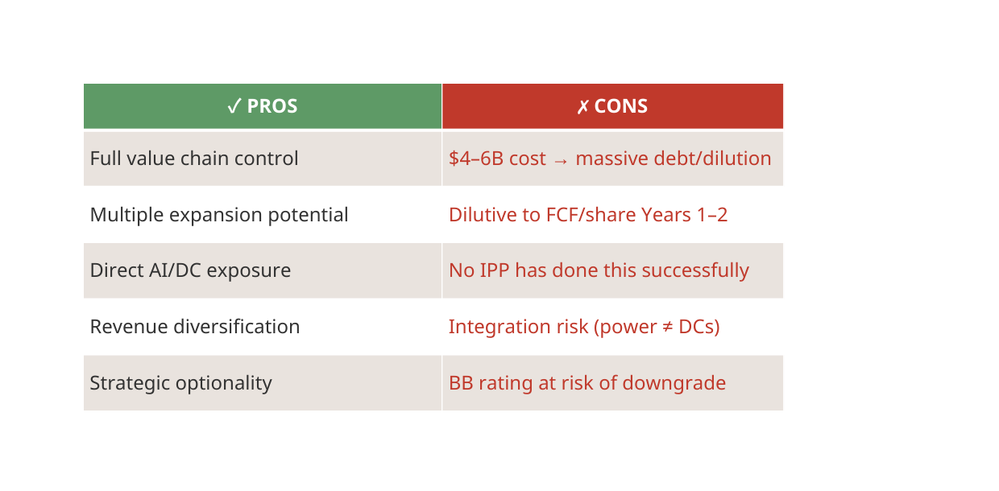 ✓ PROS
✗ CONS
Full value chain control
$4–6B cost → massive debt/dilution
Multiple expansion potential
Dilutive to FCF/share Years 1–2
Direct AI/DC exposure
No IPP has done this successfully
Revenue diversification
Integration risk (power ≠ DCs)
Strategic optionality
BB rating at risk of downgrade